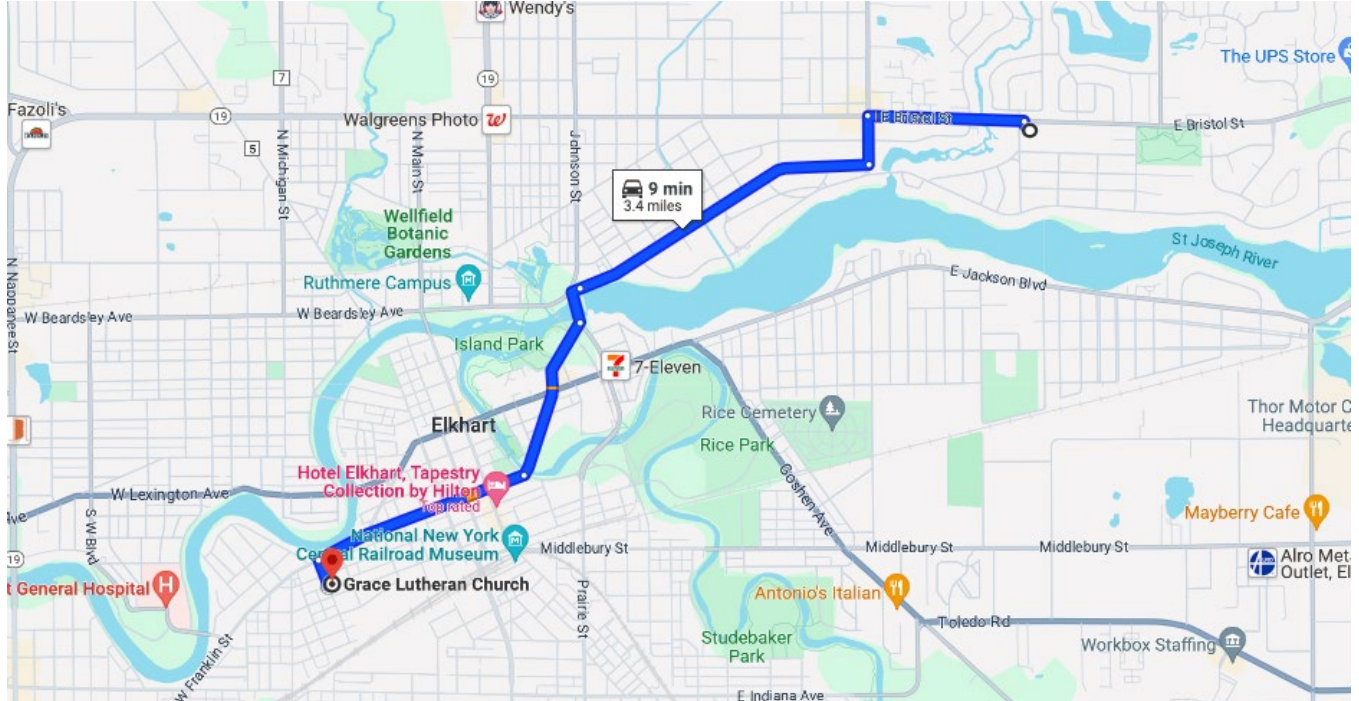 Wendy's
The UPS Store
7
19
Fazoli's
19
Walgreens Photo
E Bristol St
E Bristol St
5
N Michigan St
N Main St
Johnson St
9 min
3.4 miles
Wellfield
Botanic
Gardens
St Joseph River
E Jackson Blvd
Ruthmere Campus
N Nappanee St
W Beardsley Ave
W Beardsley Ave
Island Park
7-Eleven
Elkhart
Rice Cemetery
Thor Motor C
Headquarte
Rice Park
Hotel Elkhart, Tapestry
Collection by Hilton
Top rated
W Lexington Ave
Goshen Ave
S W Blvd
Mayberry Cafe
National New York
Central Railroad Museum
Middlebury St
Middlebury St
Middlebury St
19
Alro Met
Outlet, El
t General Hospital
H
Grace Lutheran Church
Prairie St
Antonio's Italian
Toledo Rd
Studebaker
Park
Workbox Staffing
W Franklin St
E Indiana Ave